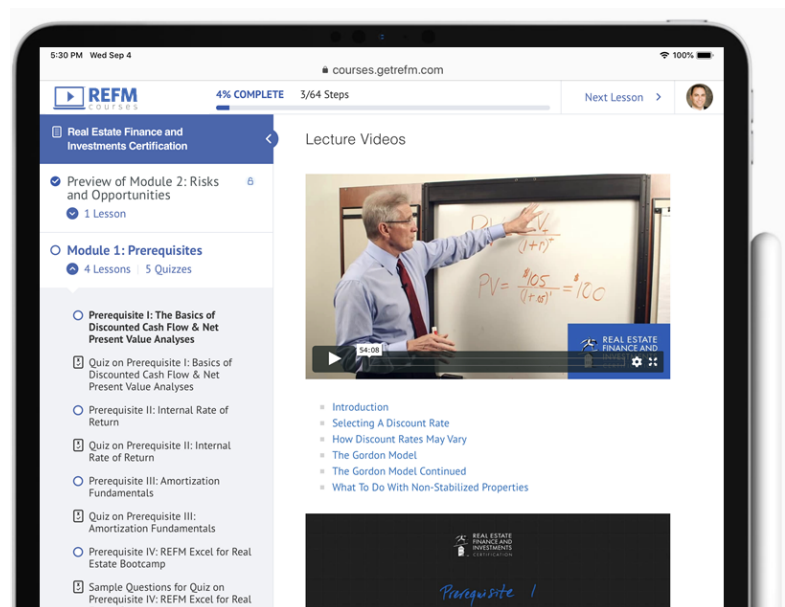 5:30 PM Wed Sep 4
100%
courses.getrefm.com
REFM
courses
4% COMPLETE 3/64 Steps
Next Lesson >
Real Estate Finance and
Investments Certification
Preview of Module 2: Risks
and Opportunities
1 Lesson
Module 1: Prerequisites
4 Lessons | 5 Quizzes
Prerequisite I: The Basics of
Discounted Cash Flow & Net
Present Value Analyses
Quiz on Prerequisite I: Basics of
Discounted Cash Flow & Net
Present Value Analyses
Prerequisite II: Internal Rate of
Return
Quiz on Prerequisite II: Internal
Rate of Return
Prerequisite III: Amortization
Fundamentals
Quiz on Prerequisite III:
Amortization Fundamentals
Prerequisite IV: REFM Excel for Real
Estate Bootcamp
Sample Questions for Quiz on
Prerequisite IV: REFM Excel for Real
Lecture Videos
(1+r)
PV = $105 = $100
REAL ESTATE
FINANCE AND
54:08
Introduction
Selecting A Discount Rate
How Discount Rates May Vary
The Gordon Model
The Gordon Model Continued
What To Do With Non-Stabilized Properties
REAL ESTATE
FINANCE AND
INVESTMENTS
CERTIFICATION
Prerequisite 1